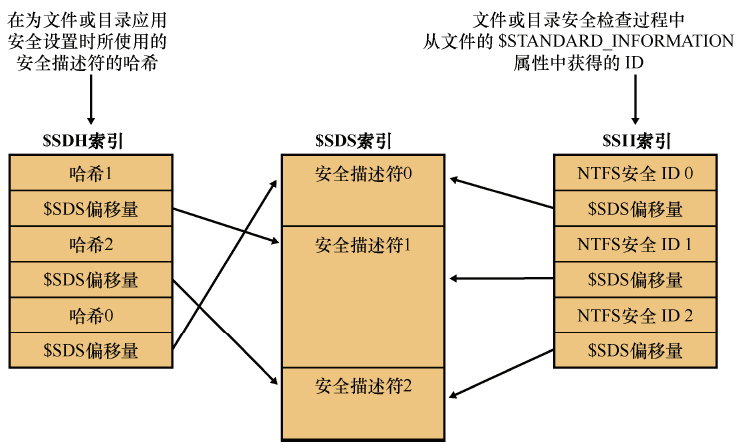 在为文件或目录应用
安全设置时所使用的
安全描述符的哈希
文件或目录安全检查过程中
从文件的 $STANDARD_INFORMATION
属性中获得的 ID
$SDH索引
哈希1
$SDS偏移量
哈希2
$SDS偏移量
哈希0
$SDS偏移量
$SDS索引
安全描述符0
安全描述符1
安全描述符2
$SII索引
NTFS安全 ID 0
$SDS偏移量
NTFS安全 ID 1
$SDS偏移量
NTFS安全 ID 2
$SDS偏移量